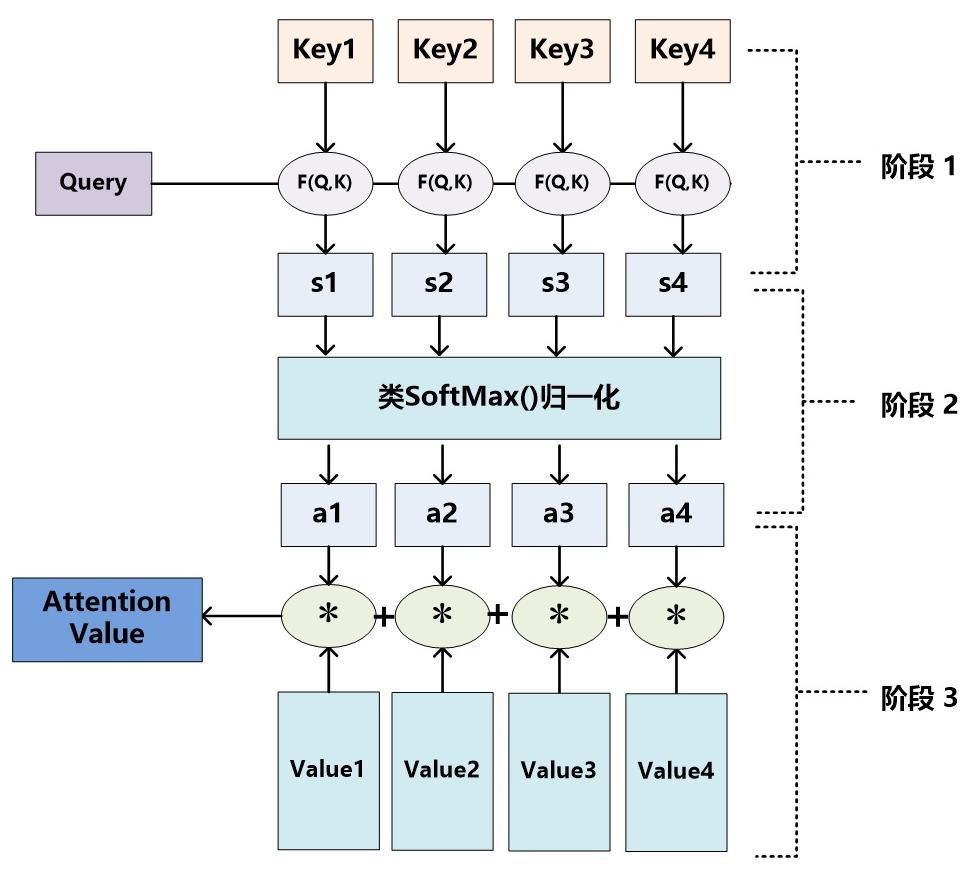 Key1 Key2 Key3 Key4
阶段 1
Query F(Q,K) F(Q,K) F(Q,K) F(Q,K)
s1 s2 s3 s4
类SoftMax()归一化
阶段 2
a1 a2 a3 a4
Attention
Value
* + * + * + *
阶段 3
Value1 Value2 Value3 Value4